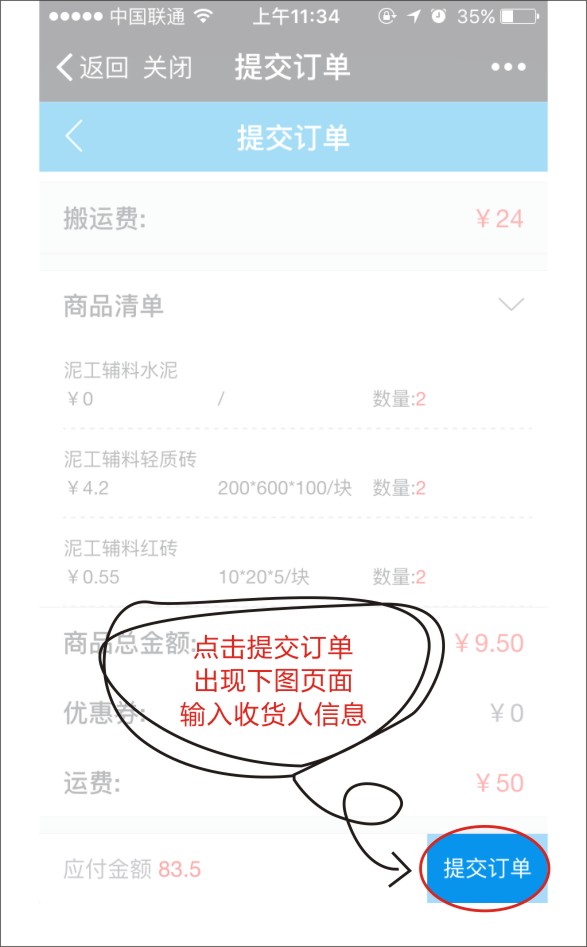 中国联通 上午11:34 35%
返回 关闭 提交订单
提交订单
搬运费: ￥24
商品清单
泥工辅料水泥
￥0 / 数量:2
泥工辅料轻质砖
￥4.2 200*600*100/块 数量:2
泥工辅料红砖
￥0.55 10*20*5/块 数量:2
商品总金额: ￥9.50
点击提交订单
出现下图页面
输入收货人信息
优惠券: ￥0
运费: ￥50
应付金额 83.5 提交订单